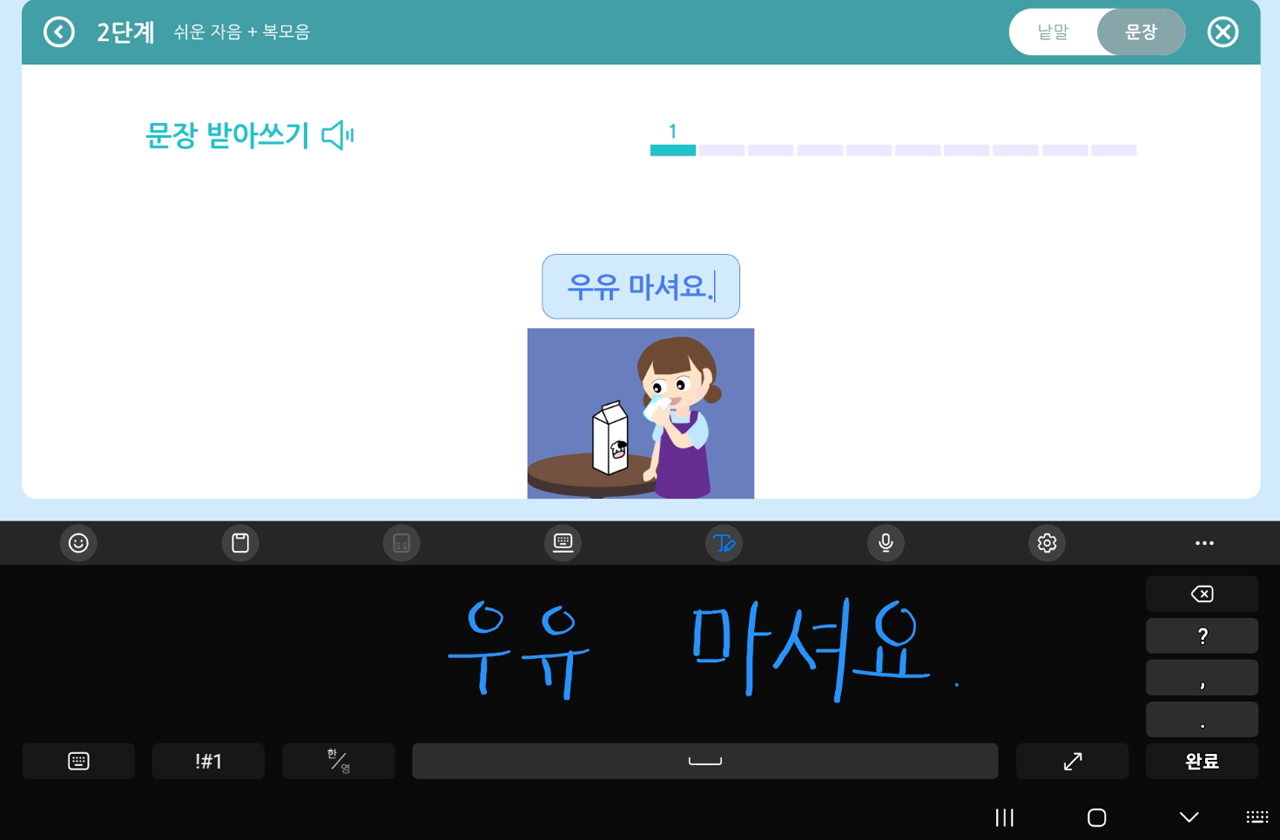 2단계 쉬운 자음 + 복모음 낱말 문장
문장 받아쓰기 1
우유 마셔요.
우유 마셔요.
?
,
.
!#1 한/영 완료